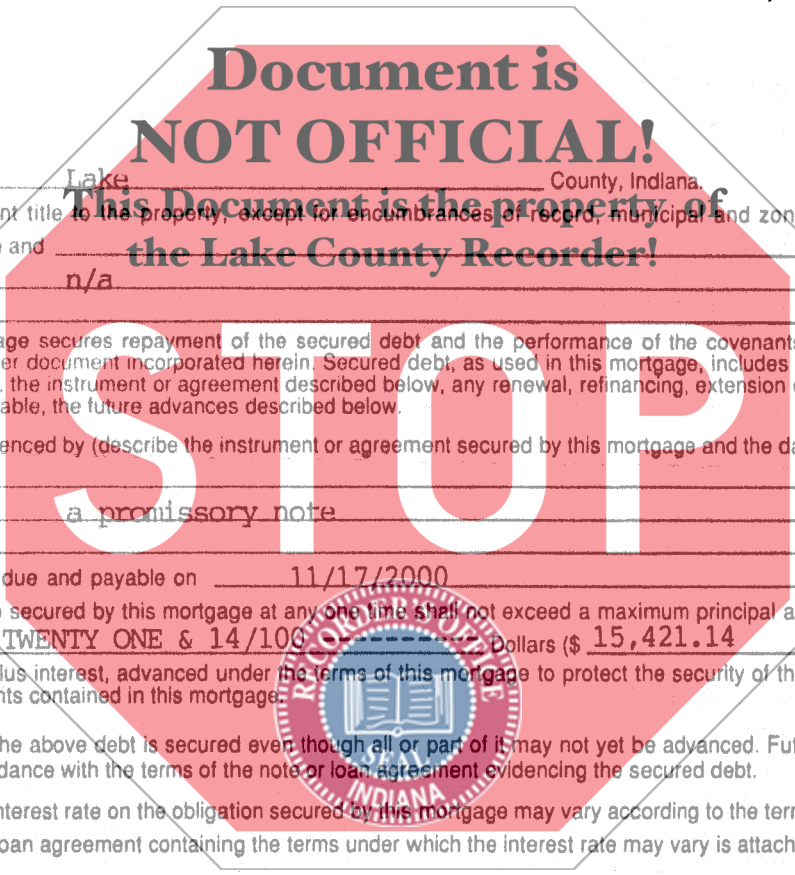 Document is
NOT OFFICIAL!
Lake County, Indiana.
This Document is the property of
nt title to the property, except for encumbrances of record, municipal and zon
and
the Lake County Recorder!
n/a
age secures repayment of the secured debt and the performance of the covenants
er document incorporated herein. Secured debt, as used in this mortgage, includes
the instrument or agreement described below, any renewal, refinancing, extension
able, the future advances described below.
enced by (describe the instrument or agreement secured by this mortgage and the da
STOP
a promissory note
due and payable on 11/17/2000
secured by this mortgage at any one time shall not exceed a maximum principal a
TWENTY ONE & 14/100 ---------- Dollars ($ 15,421.14
lus interest, advanced under the terms of this mortgage to protect the security of th
nts contained in this mortgage.
RECORDER'S OFFICE
SEAL
INDIANA
he above debt is secured even though all or part of it may not yet be advanced. Fut
dance with the terms of the note or loan agreement evidencing the secured debt.
nterest rate on the obligation secured by this mortgage may vary according to the term
oan agreement containing the terms under which the interest rate may vary is attach